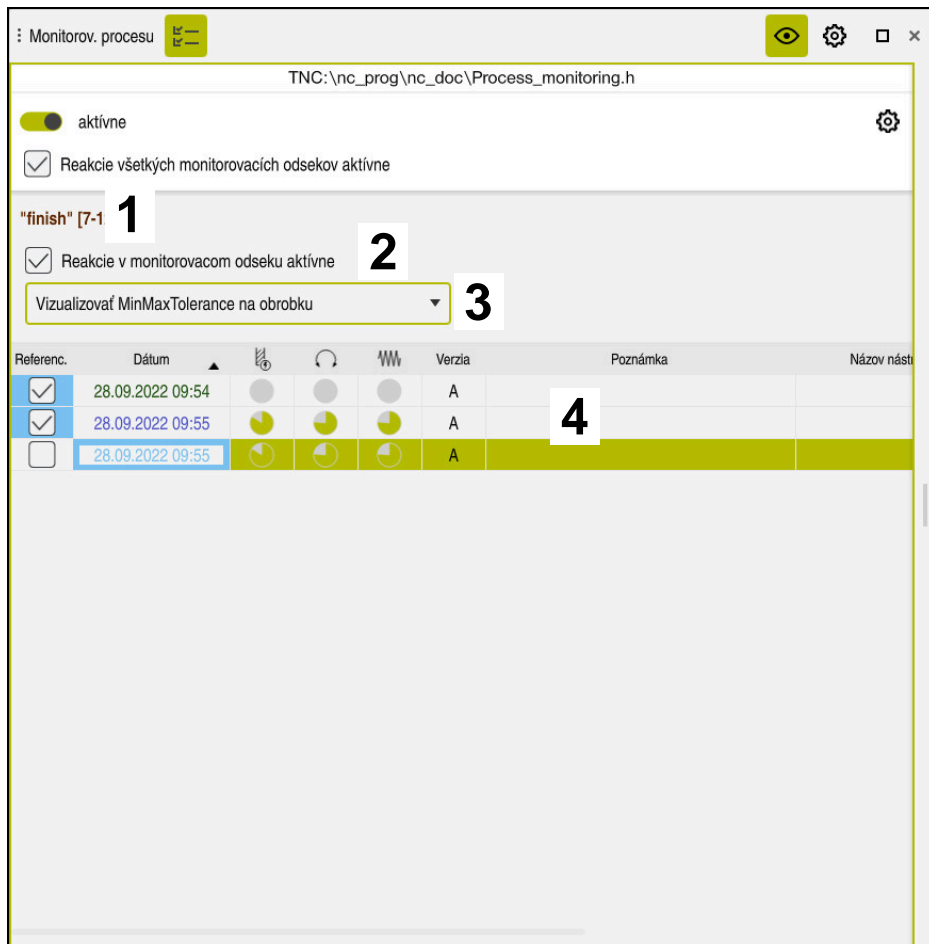 Monitorov. procesu
TNC:\nc_prog\nc_doc\Process_monitoring.h
aktívne
Reakcie všetkých monitorovacích odsekov aktívne
"finish" [7-1
1
Reakcie v monitorovacom odseku aktívne
2
Vizualizovať MinMaxTolerance na obrobku
3
Referenc. Dátum Verzia Poznámka Názov nástr
28.09.2022 09:54 A
28.09.2022 09:55 A
4
28.09.2022 09:55 A